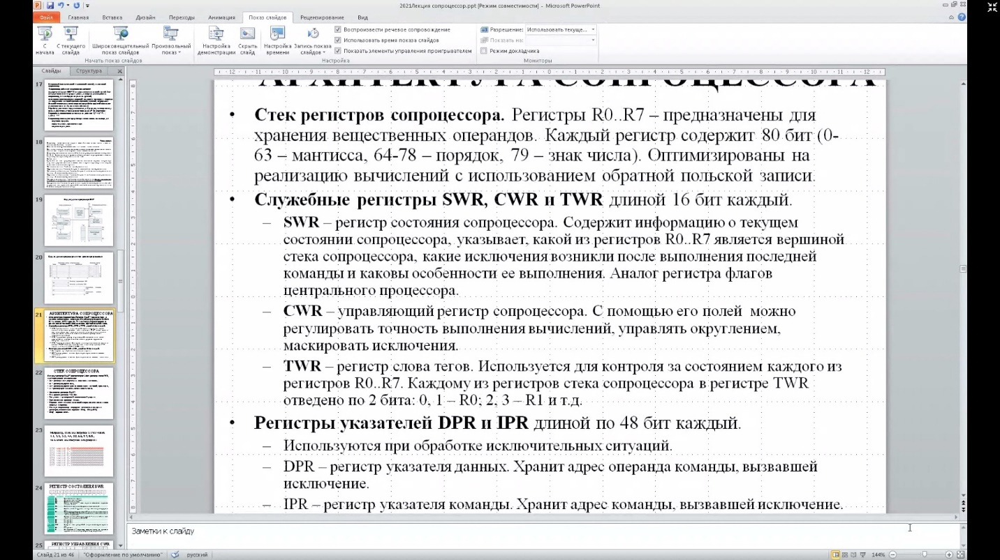 2021Лекция сопроцессор.ppt [Режим совместимости] - Microsoft PowerPoint
Файл Главная Вставка Дизайн Переходы Анимация Показ слайдов Рецензирование Вид
С начала
С текущего слайда
Широковещательный показ слайдов
Произвольный показ
Начать показ слайдов
Настройка демонстрации
Скрыть слайд
Настройка времени
Запись показа слайдов
Воспроизвести речевое сопровождение
Использовать время показа слайдов
Показать элементы управления проигрывателем
Настройка
Разрешение: Использовать текуще...
Показать на:
Режим докладчика
Мониторы
Слайды Структура
17
18
19
20
21
АРХИТЕКТУРА СОПРОЦЕССОРА
22
СТЕК СОПРОЦЕССОРА
23
24
РЕГИСТР СОСТОЯНИЯ SWR
25
РЕГИСТР УПРАВЛЕНИЯ CWR
АРХИТЕКТУРА СОПРОЦЕССОРА
• Стек регистров сопроцессора. Регистры R0..R7 – предназначены для
хранения вещественных операндов. Каждый регистр содержит 80 бит (0-
63 – мантисса, 64-78 – порядок, 79 – знак числа). Оптимизированы на
реализацию вычислений с использованием обратной польской записи.
• Служебные регистры SWR, CWR и TWR длиной 16 бит каждый.
– SWR – регистр состояния сопроцессора. Содержит информацию о текущем
состоянии сопроцессора, указывает, какой из регистров R0..R7 является вершиной
стека сопроцессора, какие исключения возникли после выполнения последней
команды и каковы особенности ее выполнения. Аналог регистра флагов
центрального процессора.
– CWR – управляющий регистр сопроцессора. С помощью его полей можно
регулировать точность выполнения вычислений, управлять округлением,
маскировать исключения.
– TWR – регистр слова тегов. Используется для контроля за состоянием каждого из
регистров R0..R7. Каждому из регистров стека сопроцессора в регистре TWR
отведено по 2 бита: 0, 1 – R0; 2, 3 – R1 и т.д.
• Регистры указателей DPR и IPR длиной по 48 бит каждый.
– Используются при обработке исключительных ситуаций.
– DPR – регистр указателя данных. Хранит адрес операнда команды, вызвавшей
исключение.
– IPR – регистр указателя команды. Хранит адрес команды, вызвавшей исключение.
Заметки к слайду
Слайд 21 из 46 "Оформление по умолчанию" русский 144%